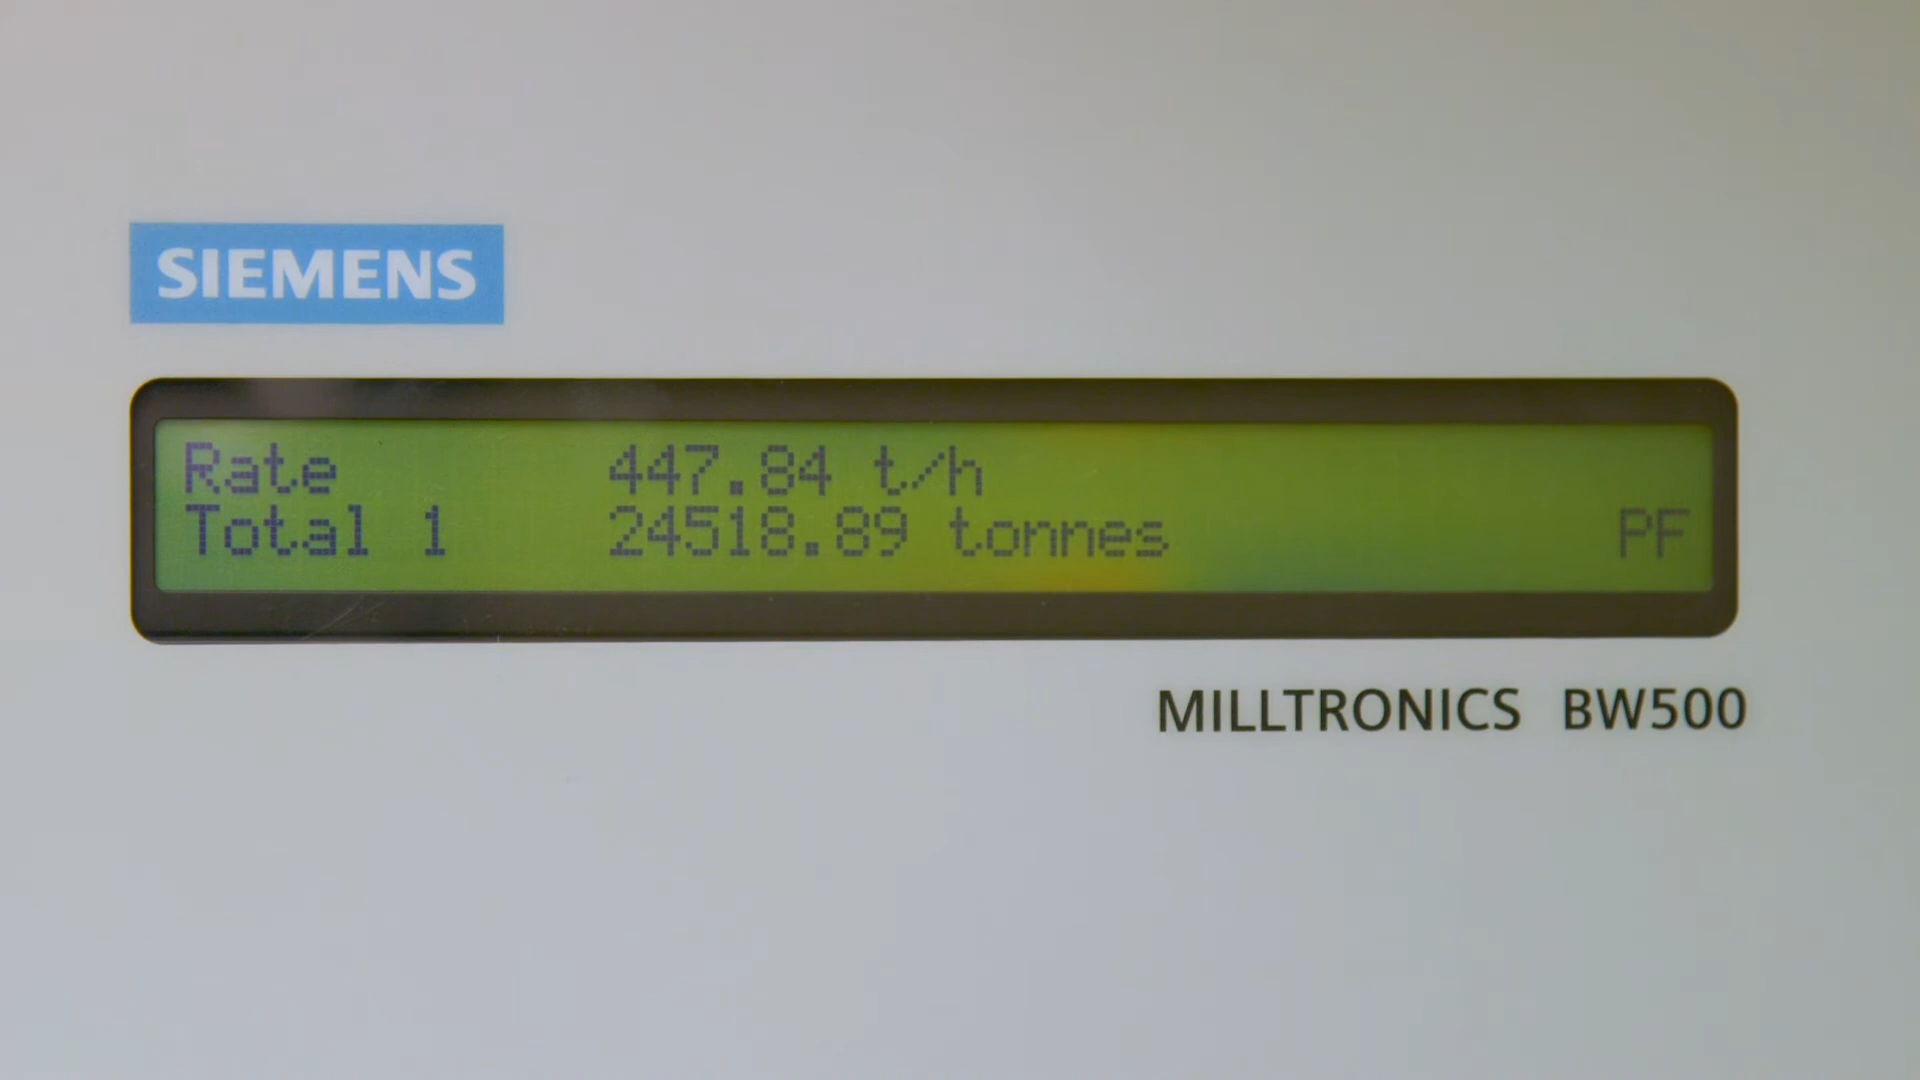 SIEMENS
Rate 447.84 t/h
Total 1 24518.89 tonnes PF
MILLTRONICS BW500